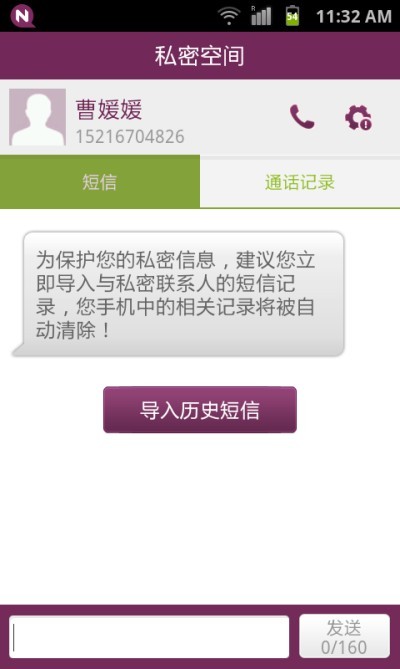 N
R
54
11:32 AM
私密空间
曹媛媛
15216704826
短信
通话记录
为保护您的私密信息，建议您立
即导入与私密联系人的短信记
录，您手机中的相关记录将被自
动清除！
导入历史短信
发送
0/160